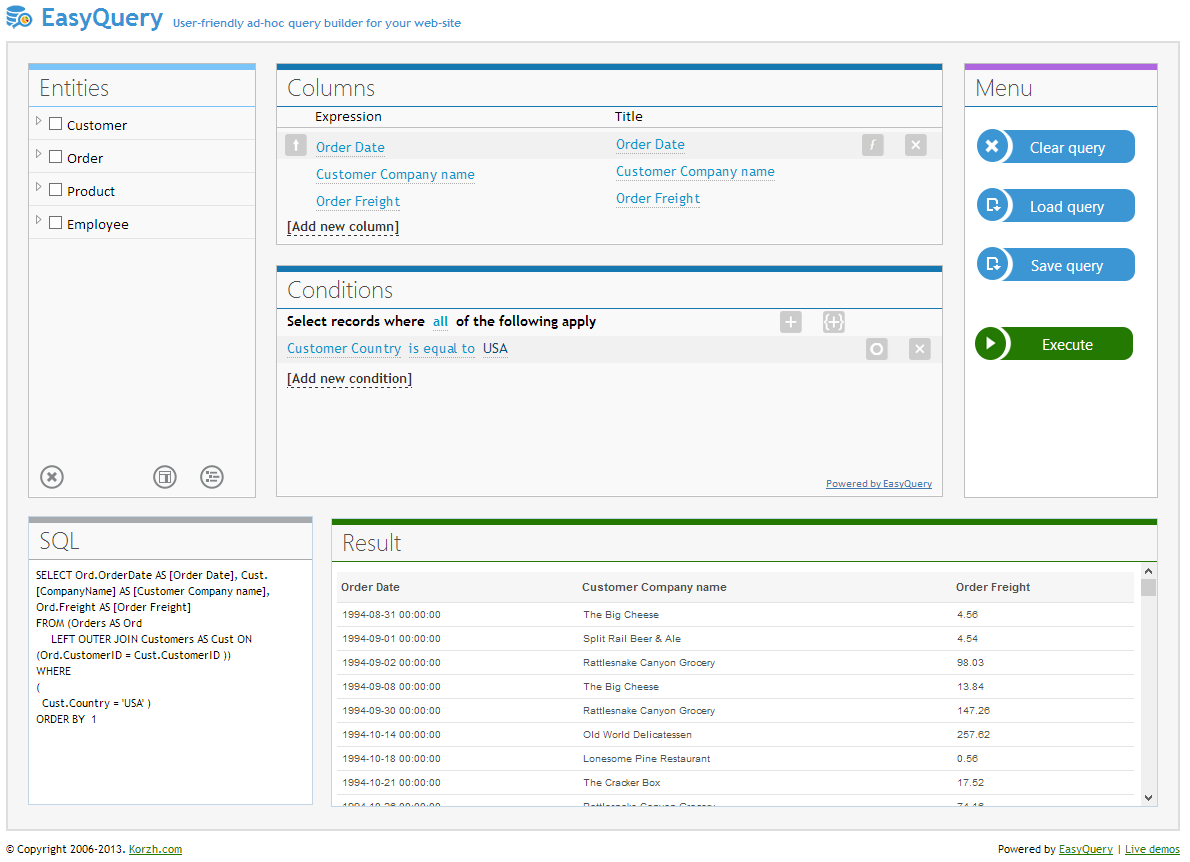 EasyQuery User-friendly ad-hoc query builder for your web-site
Entities
Customer
Order
Product
Employee
Columns
Expression Title
Order Date Order Date
Customer Company name Customer Company name
Order Freight Order Freight
[Add new column]
Conditions
Select records where all of the following apply
Customer Country is equal to USA
[Add new condition]
Powered by EasyQuery
Menu
Clear query
Load query
Save query
Execute
SQL
SELECT Ord.OrderDate AS [Order Date], Cust.
[CompanyName] AS [Customer Company name],
Ord.Freight AS [Order Freight]
FROM (Orders AS Ord
LEFT OUTER JOIN Customers AS Cust ON
(Ord.CustomerID = Cust.CustomerID ))
WHERE
(
Cust.Country = 'USA' )
ORDER BY 1
Result
Order Date Customer Company name Order Freight
1994-08-31 00:00:00 The Big Cheese 4.56
1994-09-01 00:00:00 Split Rail Beer & Ale 4.54
1994-09-02 00:00:00 Rattlesnake Canyon Grocery 98.03
1994-09-08 00:00:00 The Big Cheese 13.84
1994-09-30 00:00:00 Rattlesnake Canyon Grocery 147.26
1994-10-14 00:00:00 Old World Delicatessen 257.62
1994-10-18 00:00:00 Lonesome Pine Restaurant 0.56
1994-10-21 00:00:00 The Cracker Box 17.52
© Copyright 2006-2013. Korzh.com
Powered by EasyQuery | Live demos